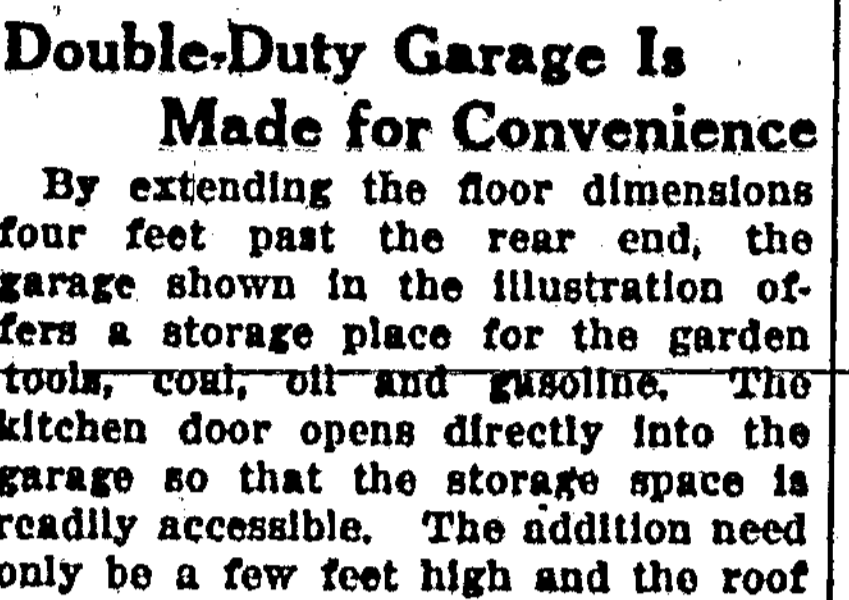 Double-Duty Garage Is
Made for Convenience
By extending the floor dimensions
four feet past the rear end, the
garage shown in the illustration of-
fers a storage place for the garden
tools, coal, oil and gasoline. The
kitchen door opens directly into the
garage so that the storage space is
readily accessible. The addition need
only be a few feet high and the roof